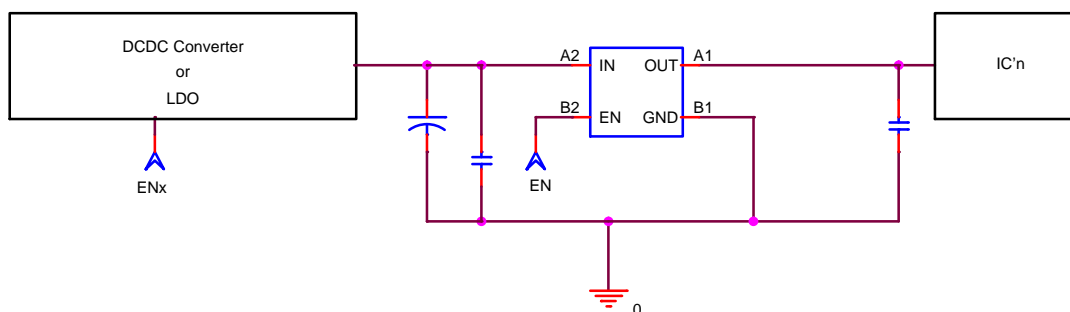 DCDC Converter
or
LDO
ENx
A2
IN
OUT
A1
B2
EN
GND
B1
EN
IC'n
0